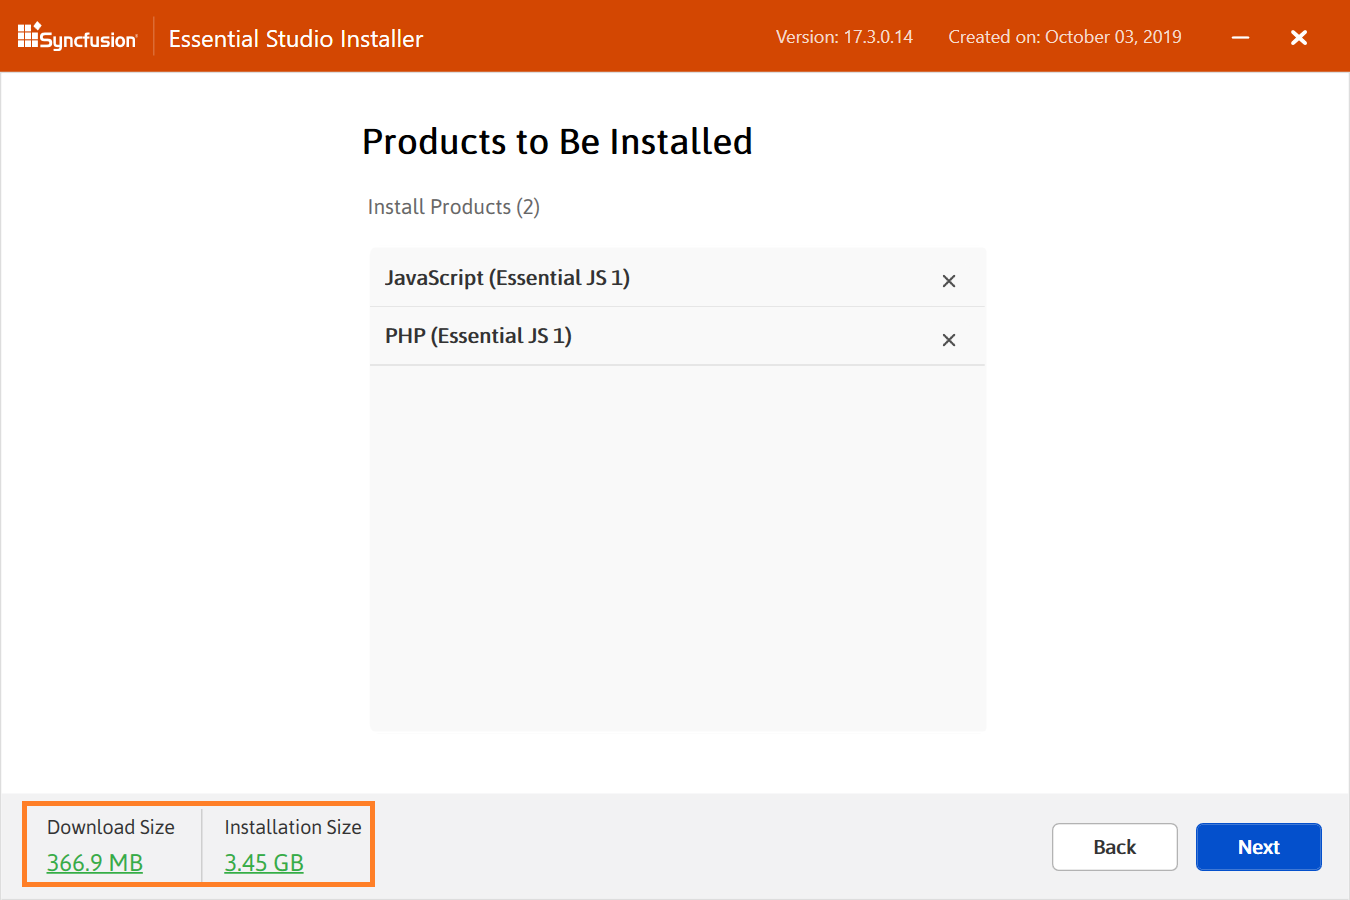 Syncfusion
Essential Studio Installer
Version: 17.3.0.14
Created on: October 03, 2019
Products to Be Installed
Install Products (2)
JavaScript (Essential JS 1)
PHP (Essential JS 1)
Download Size
366.9 MB
Installation Size
3.45 GB
Back
Next